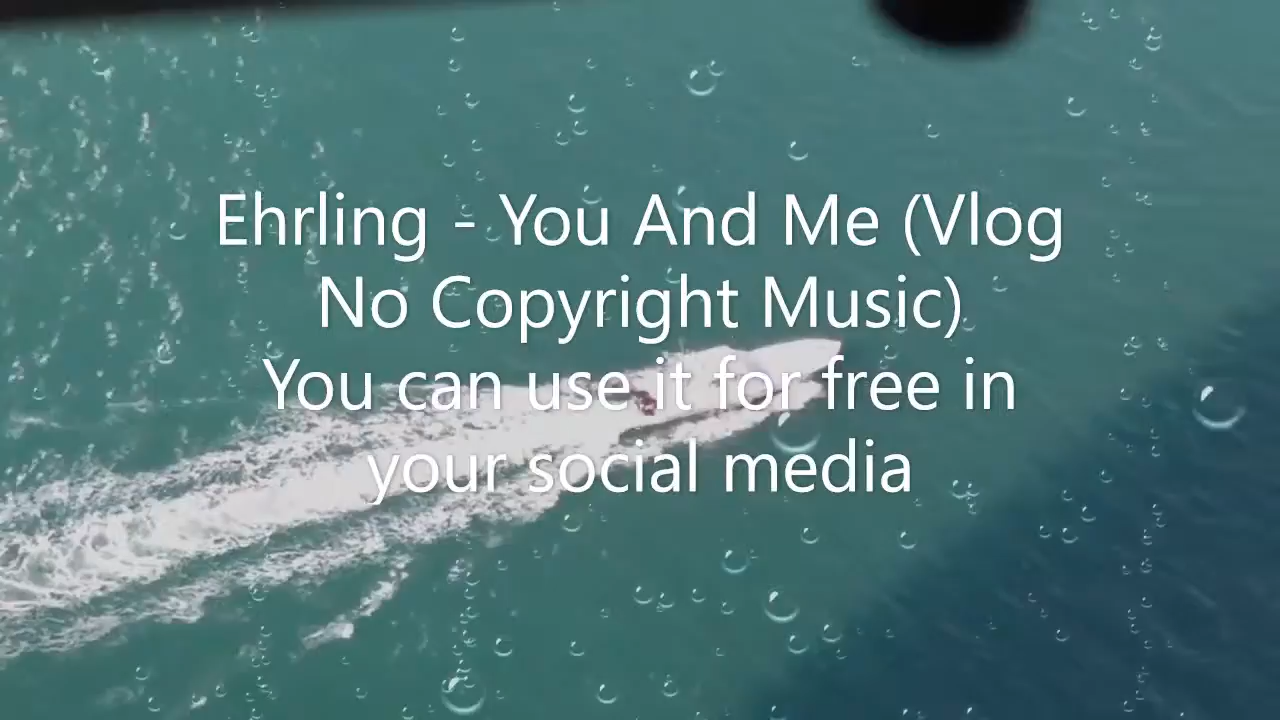 Ehrling - You And Me (Vlog
No Copyright Music)
You can use it for free in
your social media